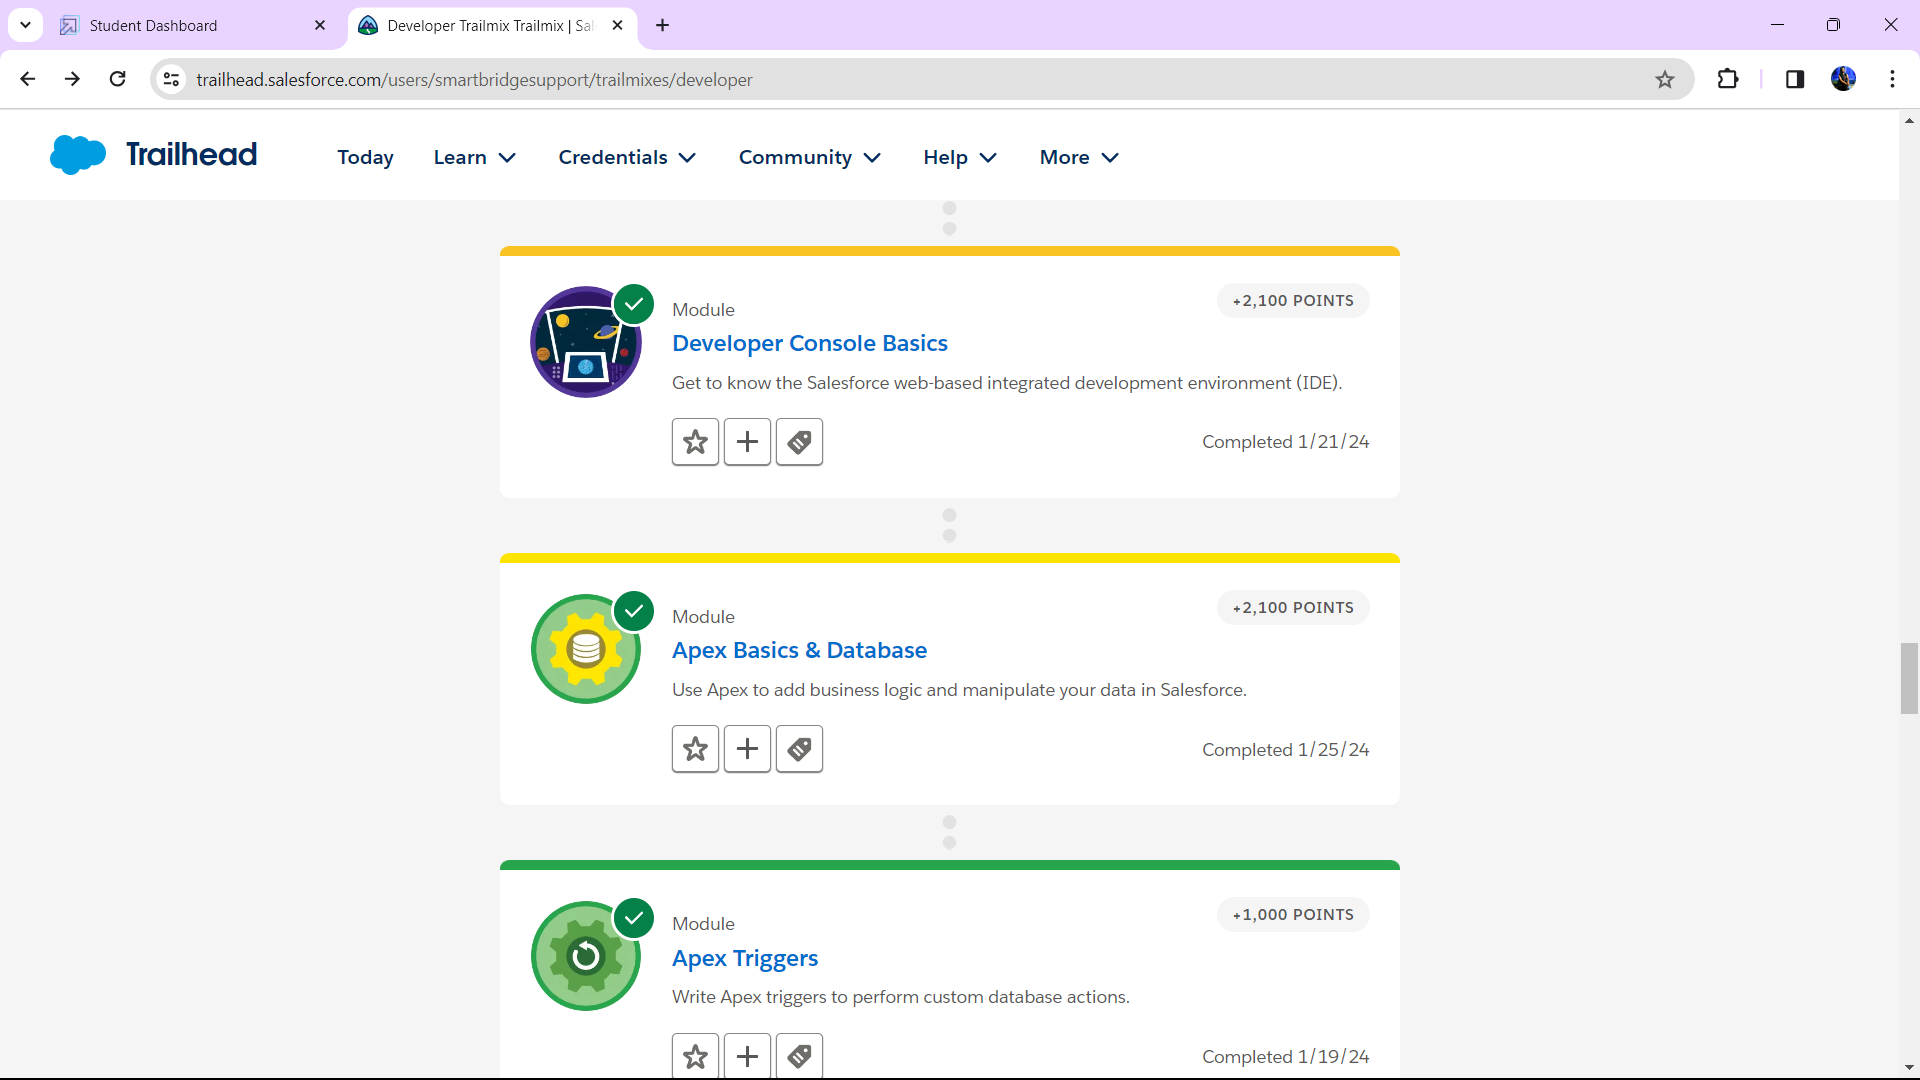 Student Dashboard
Developer Trailmix Trailmix | Sal
trailhead.salesforce.com/users/smartbridgesupport/trailmixes/developer
Trailhead
Today
Learn
Credentials
Community
Help
More
Module
+2,100 POINTS
Developer Console Basics
Get to know the Salesforce web-based integrated development environment (IDE).
Completed 1/21/24
Module
+2,100 POINTS
Apex Basics & Database
Use Apex to add business logic and manipulate your data in Salesforce.
Completed 1/25/24
Module
+1,000 POINTS
Apex Triggers
Write Apex triggers to perform custom database actions.
Completed 1/19/24